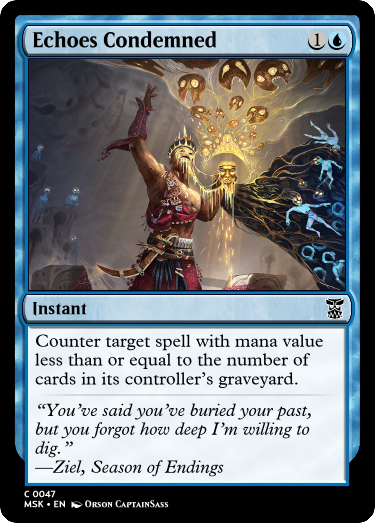 Echoes Condemned 1
Instant
Counter target spell with mana value
less than or equal to the number of
cards in its controller's graveyard.
“You've said you've buried your past,
but you forgot how deep I'm willing to
dig.”
—Ziel, Season of Endings
C 0047
MSK • EN Orson CaptainSass